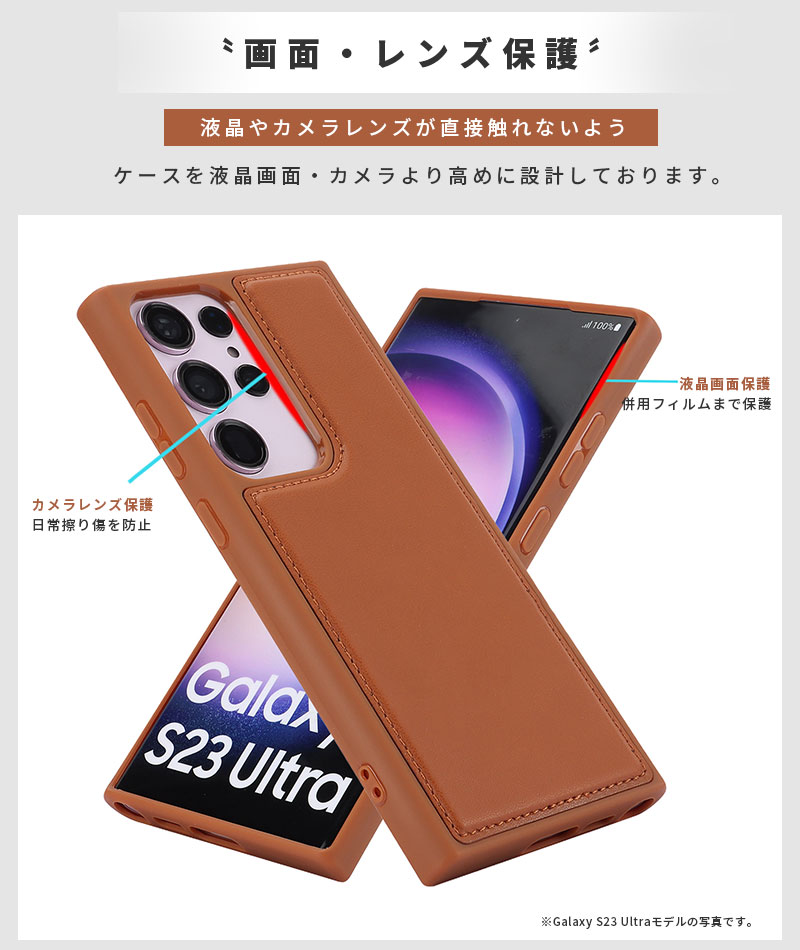 〝画面・レンズ保護〞
液晶やカメラレンズが直接触れないよう
ケースを液晶画面・カメラより高めに設計しております。
100%
液晶画面保護
併用フィルムまで保護
カメラレンズ保護
日常擦り傷を防止
Galaxy
S23 Ultra
※Galaxy S23 Ultraモデルの写真です。